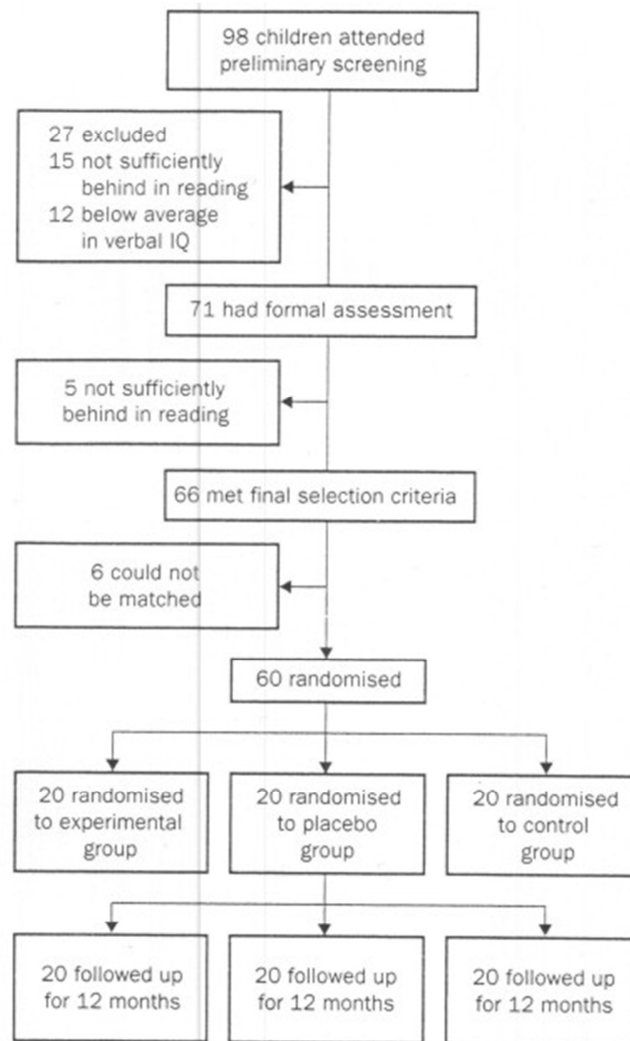 98 children attended
preliminary screening
27 excluded
15 not sufficiently
behind in reading
12 below average
in verbal IQ
71 had formal assessment
5 not sufficiently
behind in reading
66 met final selection criteria
6 could not
be matched
60 randomised
20 randomised
to experimental
group
20 randomised
to placebo
group
20 randomised
to control
group
20 followed up
for 12 months
20 followed up
for 12 months
20 followed up
for 12 months